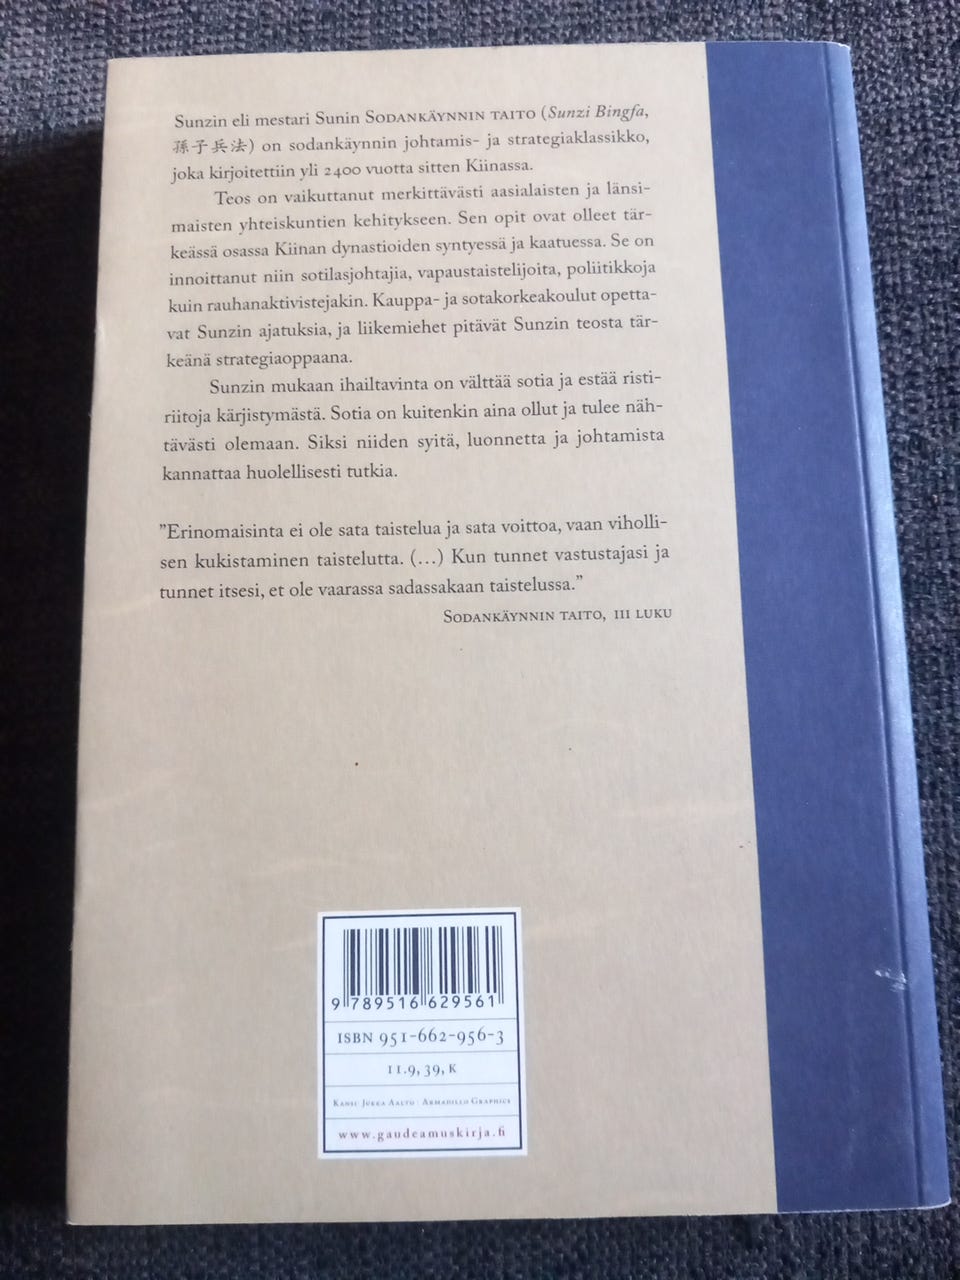 Sunzin eli mestari Sunin SODANKÄYNNIN TAITO (Sunzi Bingfa,
孫子兵法) on sodankäynnin johtamis- ja strategiaklassikko,
joka kirjoitettiin yli 2400 vuotta sitten Kiinassa.
Teos on vaikuttanut merkittävästi aasialaisten ja länsi-
maisten yhteiskuntien kehitykseen. Sen opit ovat olleet tär-
keässä osassa Kiinan dynastioiden syntyessä ja kaatuessa. Se on
innoittanut niin sotilasjohtajia, vapaustaistelijoita, poliitikkoja
kuin rauhanaktivistejakin. Kauppa- ja sotakorkeakoulut opetta-
vat Sunzin ajatuksia, ja liikemiehet pitävät Sunzin teosta tär-
keänä strategiaoppaana.
Sunzin mukaan ihailtavinta on välttää sotia ja estää risti-
riitoja kärjistymästä. Sotia on kuitenkin aina ollut ja tulee näh-
tävästi olemaan. Siksi niiden syitä, luonnetta ja johtamista
kannattaa huolellisesti tutkia.
"Erinomaisinta ei ole sata taistelua ja sata voittoa, vaan viholli-
sen kukistaminen taistelutta. (...) Kun tunnet vastustajasi ja
tunnet itsesi, et ole vaarassa sadassakaan taistelussa."
SODANKÄYNNIN TAITO, III LUKU
9 789516 629561
ISBN 951-662-956-3
11.9, 39, K
KANSI: JUKKA AALTO / ARMADILLO GRAPHICS
www.gaudeamuskirja.fi